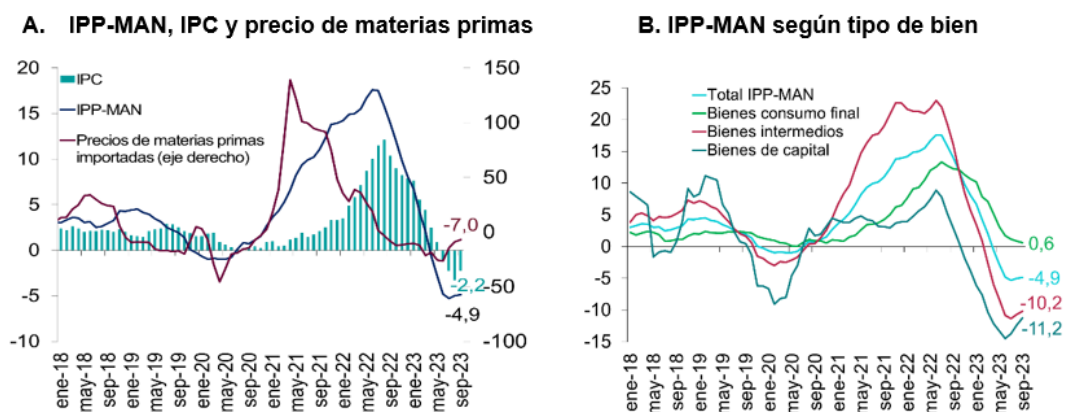 A. IPP-MAN, IPC y precio de materias primas
20
15
10
5
0
-5
-10
150
100
50
0
-50
-100
IPC
IPP-MAN
Precios de materias primas
importadas (eje derecho)
-7,0
-2,2
-4,9
ene-18
may-18
sep-18
ene-19
may-19
sep-19
ene-20
may-20
sep-20
ene-21
may-21
sep-21
ene-22
may-22
sep-22
ene-23
may-23
sep-23
B. IPP-MAN según tipo de bien
25
20
15
10
5
0
-5
-10
-15
Total IPP-MAN
Bienes consumo final
Bienes intermedios
Bienes de capital
0,6
-4,9
-10,2
-11,2
ene-18
may-18
sep-18
ene-19
may-19
sep-19
ene-20
may-20
sep-20
ene-21
may-21
sep-21
ene-22
may-22
sep-22
ene-23
may-23
sep-23